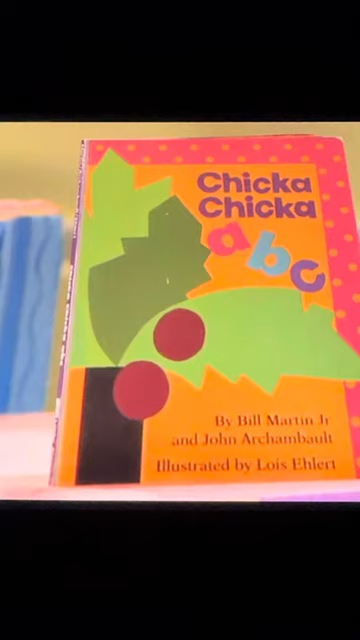 Chicka
Chicka
abc
By Bill Martin Jr
and John Archambault
Illustrated by Lois Ehlert